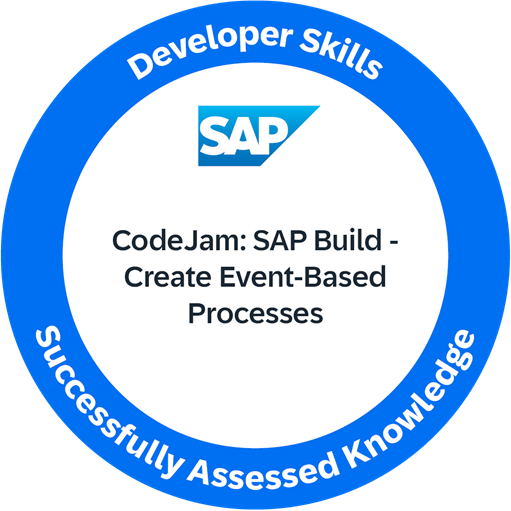 Developer Skills
SAP
CodeJam: SAP Build -
Create Event-Based
Processes
Successfully Assessed Knowledge